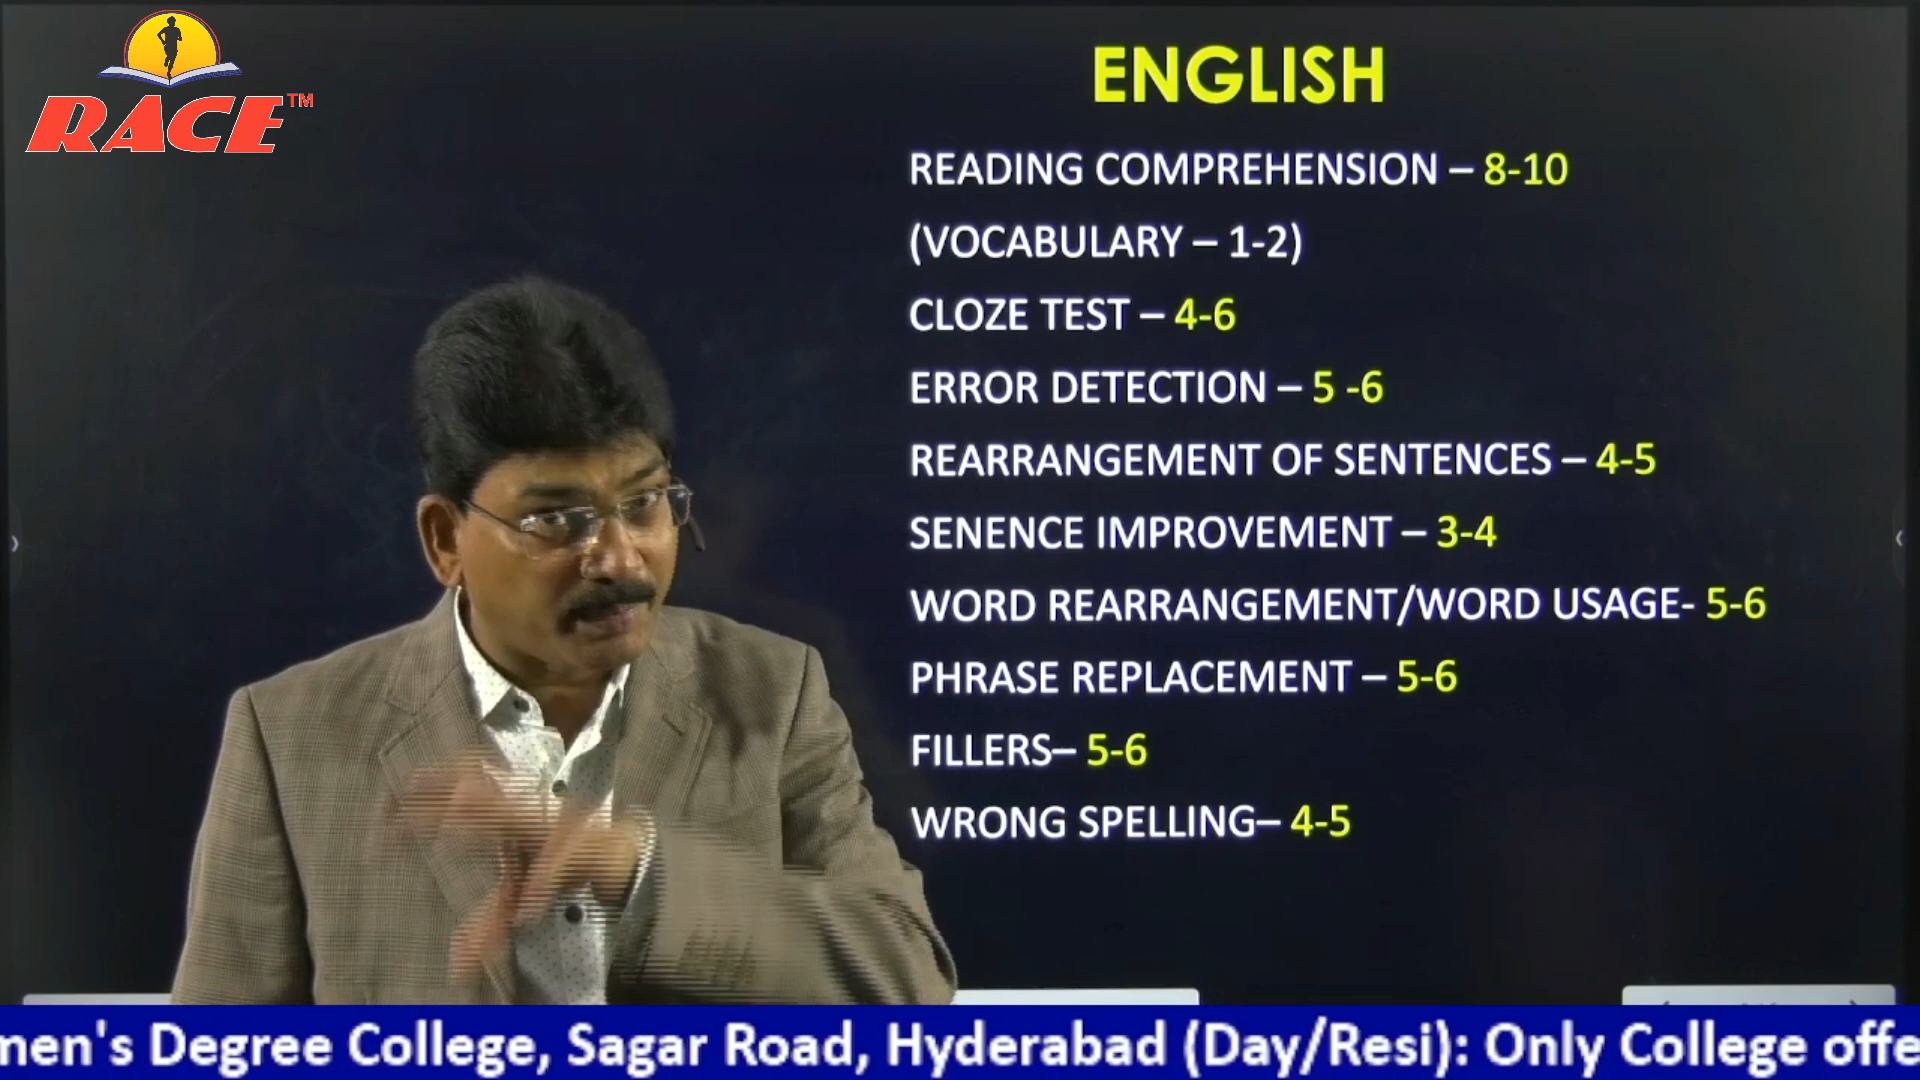 RACE™
ENGLISH
READING COMPREHENSION – 8-10
(VOCABULARY – 1-2)
CLOZE TEST – 4-6
ERROR DETECTION – 5 -6
REARRANGEMENT OF SENTENCES – 4-5
SENENCE IMPROVEMENT – 3-4
WORD REARRANGEMENT/WORD USAGE- 5-6
PHRASE REPLACEMENT – 5-6
FILLERS– 5-6
WRONG SPELLING– 4-5
men's Degree College, Sagar Road, Hyderabad (Day/Resi): Only College offe